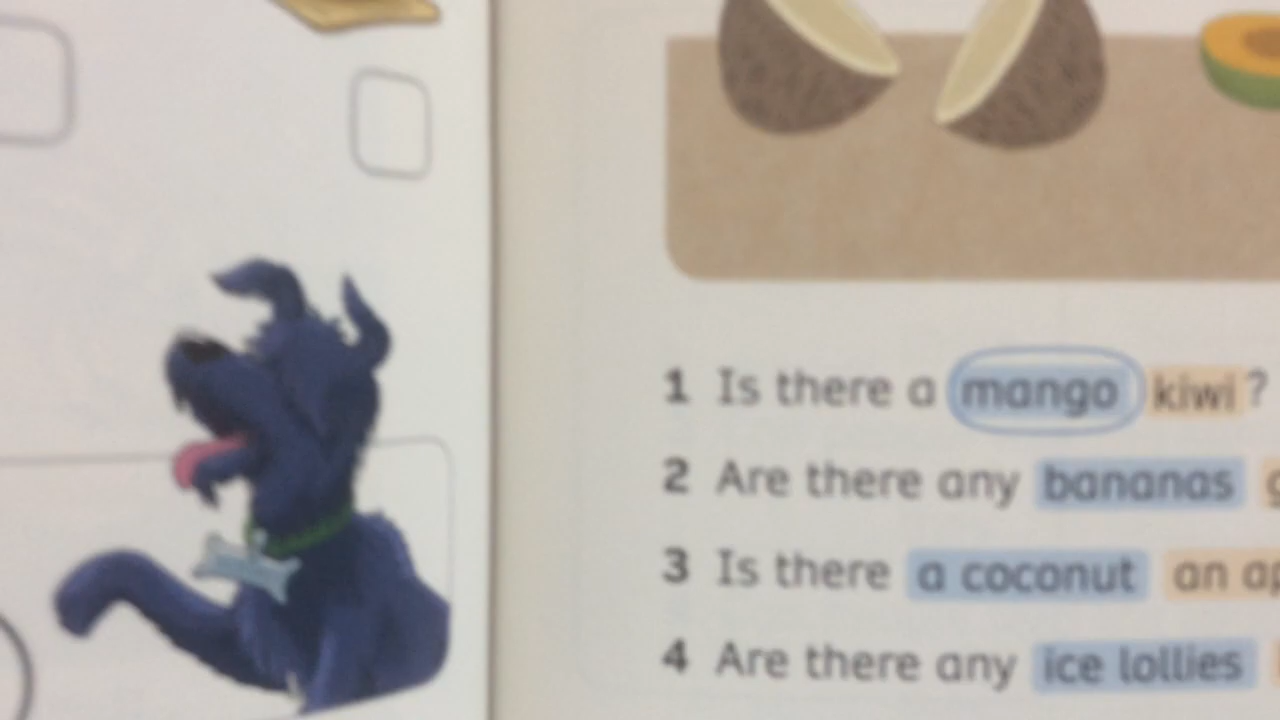 1 Is there a mango kiwi?
2 Are there any bananas
3 Is there a coconut an
4 Are there any ice lollies